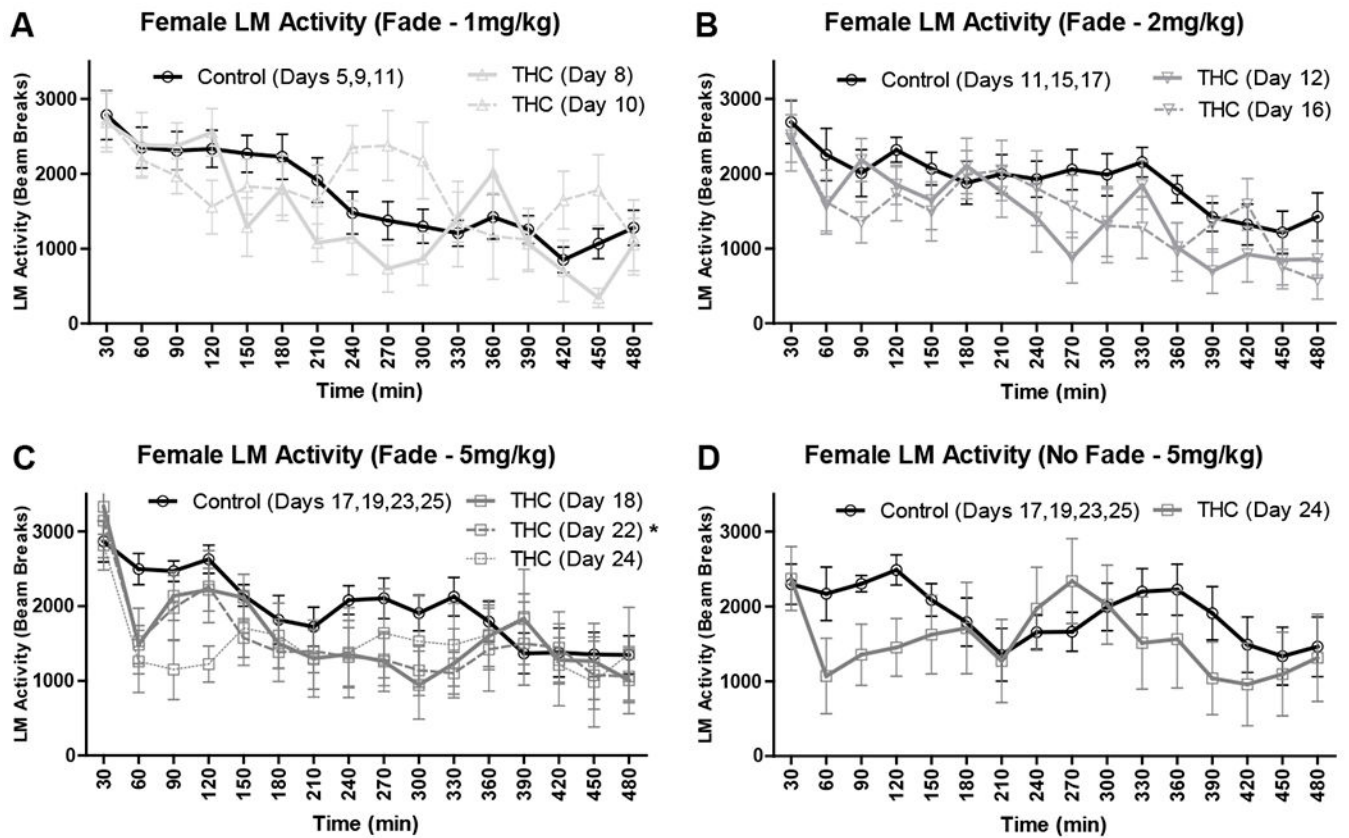 A Female LM Activity (Fade - 1mg/kg)
Control (Days 5,9,11)
THC (Day 8)
THC (Day 10)
LM Activity (Beam Breaks)
3000
2000
1000
0
30 60 90 120 150 180 210 240 270 300 330 360 390 420 450 480
Time (min)
B Female LM Activity (Fade - 2mg/kg)
Control (Days 11,15,17)
THC (Day 12)
THC (Day 16)
LM Activity (Beam Breaks)
3000
2000
1000
0
30 60 90 120 150 180 210 240 270 300 330 360 390 420 450 480
Time (min)
C Female LM Activity (Fade - 5mg/kg)
Control (Days 17,19,23,25)
THC (Day 18)
THC (Day 22) *
THC (Day 24)
LM Activity (Beam Breaks)
3000
2000
1000
0
30 60 90 120 150 180 210 240 270 300 330 360 390 420 450 480
Time (min)
D Female LM Activity (No Fade - 5mg/kg)
Control (Days 17,19,23,25)
THC (Day 24)
LM Activity (Beam Breaks)
3000
2000
1000
0
30 60 90 120 150 180 210 240 270 300 330 360 390 420 450 480
Time (min)